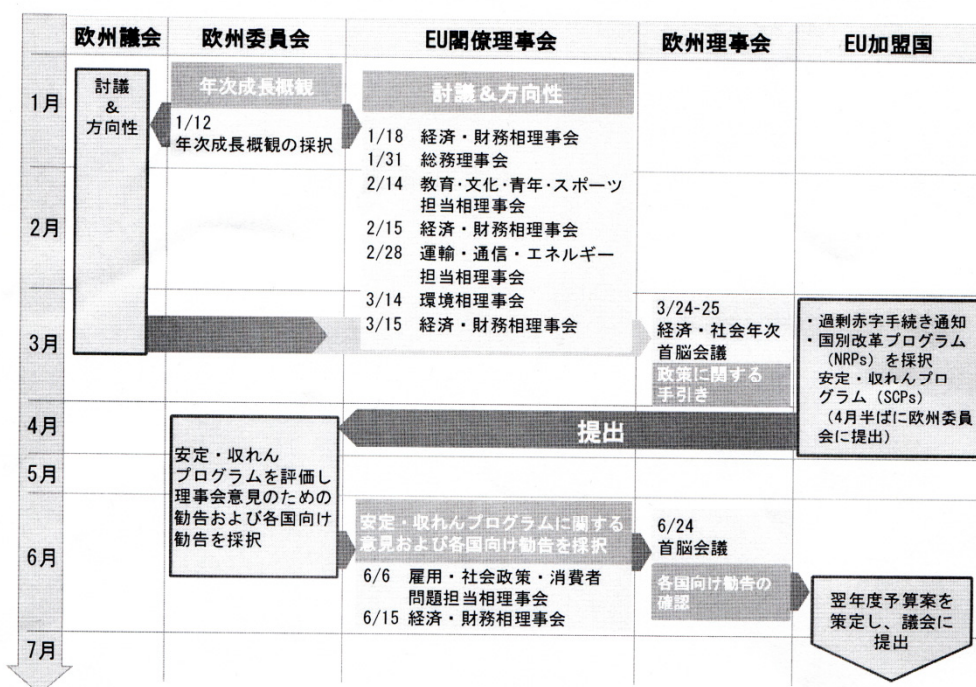 欧州議会
欧州委員会
EU閣僚理事会
欧州理事会
EU加盟国
1月
2月
3月
4月
5月
6月
7月
討議
&
方向性
年次成長概観
1/12
年次成長概観の採択
討議&方向性
1/18 経済・財務相理事会
1/31 総務理事会
2/14 教育・文化・青年・スポーツ
担当相理事会
2/15 経済・財務相理事会
2/28 運輸・通信・エネルギー
担当相理事会
3/14 環境相理事会
3/15 経済・財務相理事会
3/24-25
経済・社会年次
首脳会議
政策に関する
手引き
・過剰赤字手続き通知
・国別改革プログラム
(NRPs)を採択
安定・収れんプロ
グラム(SCPs)
(4月半ばに欧州委員
会に提出)
提出
安定・収れん
プログラムを評価し
理事会意見のための
勧告および各国向け
勧告を採択
安定・収れんプログラムに関する
意見および各国向け勧告を採択
6/6 雇用・社会政策・消費者
問題担当相理事会
6/15 経済・財務相理事会
6/24
首脳会議
各国向け勧告の
確認
翌年度予算案を
策定し、議会に
提出